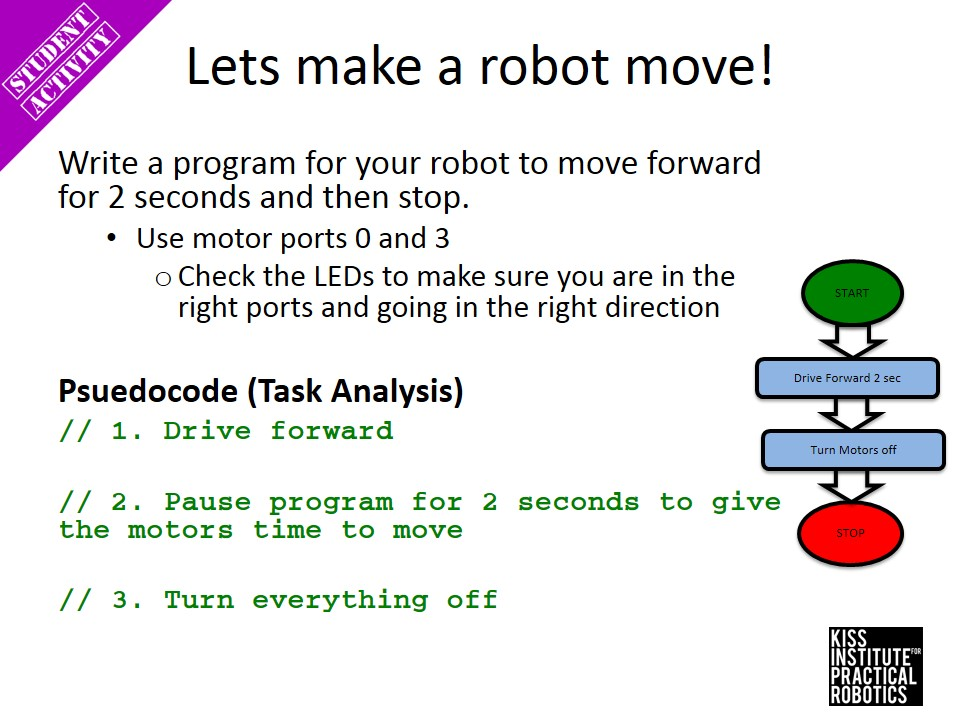 STUDENT
ACTIVITY
Lets make a robot move!
Write a program for your robot to move forward
for 2 seconds and then stop.
• Use motor ports 0 and 3
o Check the LEDs to make sure you are in the
right ports and going in the right direction
Psuedocode (Task Analysis)
// 1. Drive forward
// 2. Pause program for 2 seconds to give
the motors time to move
// 3. Turn everything off
START
Drive Forward 2 sec
Turn Motors off
STOP
KISS
INSTITUTE FOR
PRACTICAL
ROBOTICS